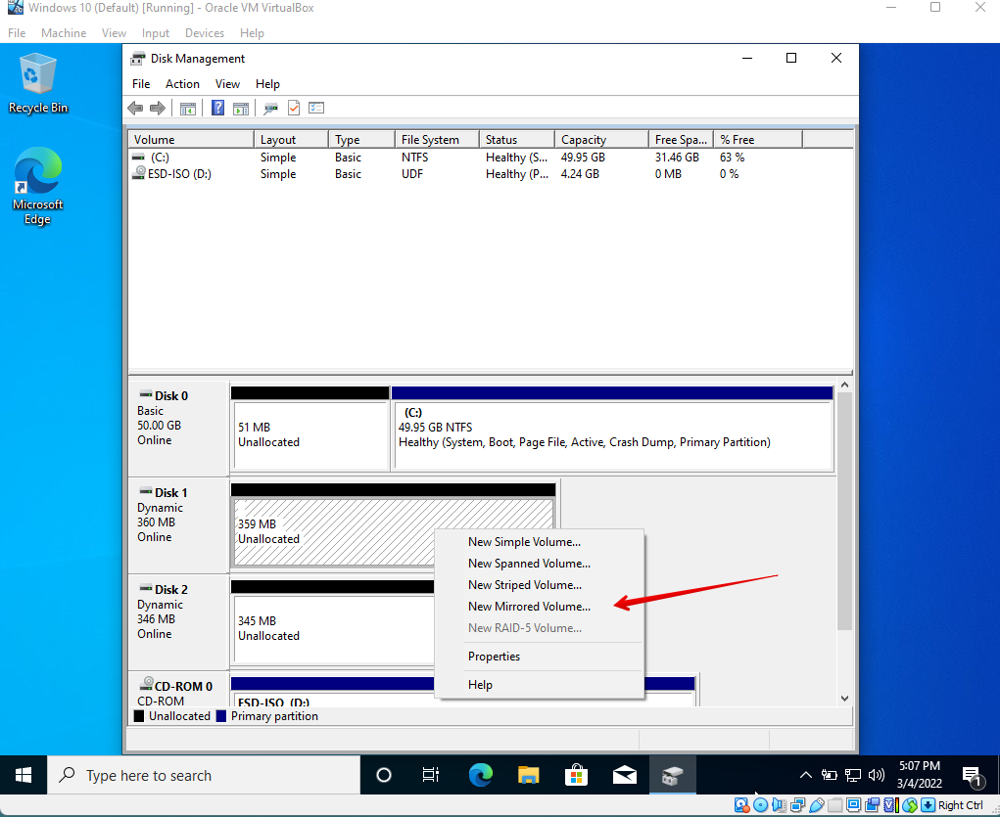 Windows 10 (Default) [Running] - Oracle VM VirtualBox
File Machine View Input Devices Help
Recycle Bin
Microsoft
Edge
Disk Management
File Action View Help
Volume Layout Type File System Status Capacity Free Spa... % Free
(C:) Simple Basic NTFS Healthy (S... 49.95 GB 31.46 GB 63 %
ESD-ISO (D:) Simple Basic UDF Healthy (P... 4.24 GB 0 MB 0 %
Disk 0
Basic
50.00 GB
Online
51 MB
Unallocated
(C:)
49.95 GB NTFS
Healthy (System, Boot, Page File, Active, Crash Dump, Primary Partition)
Disk 1
Dynamic
360 MB
Online
359 MB
Unallocated
Disk 2
Dynamic
346 MB
Online
345 MB
Unallocated
New Simple Volume...
New Spanned Volume...
New Striped Volume...
New Mirrored Volume...
New RAID-5 Volume...
Properties
Help
CD-ROM 0
CD-ROM
ESD-ISO (D:)
Unallocated Primary partition
Type here to search
5:07 PM
3/4/2022
1
Right Ctrl